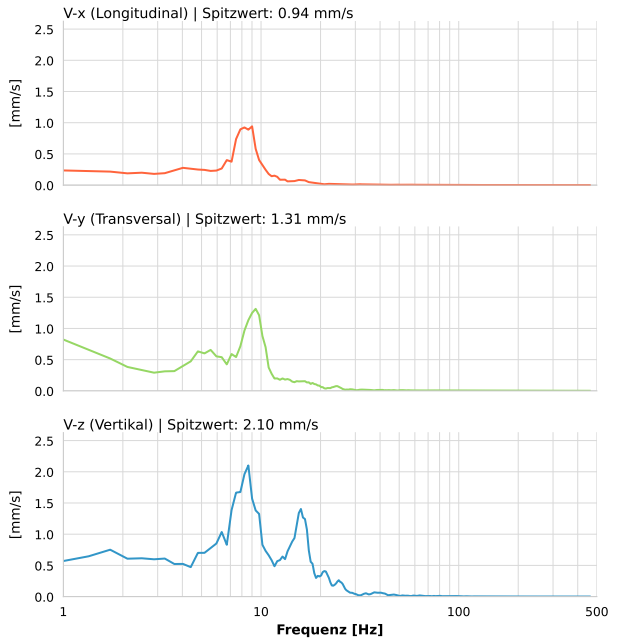 V-x (Longitudinal) | Spitzwert: 0.94 mm/s
2.5
2.0
1.5
1.0
0.5
0.0
[mm/s]
V-y (Transversal) | Spitzwert: 1.31 mm/s
2.5
2.0
1.5
1.0
0.5
0.0
[mm/s]
V-z (Vertikal) | Spitzwert: 2.10 mm/s
2.5
2.0
1.5
1.0
0.5
0.0
[mm/s]
1 10 100 500
Frequenz [Hz]